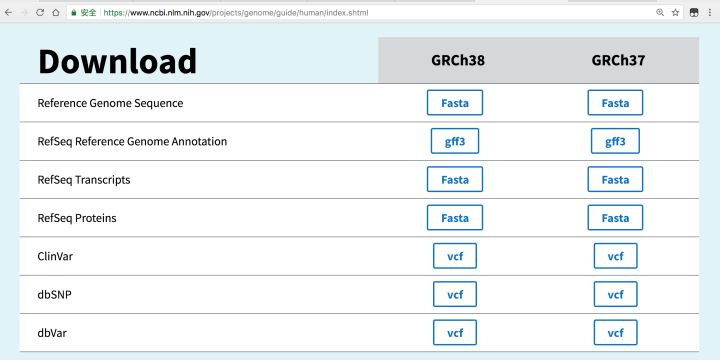 安全 https://www.ncbi.nlm.nih.gov/projects/genome/guide/human/index.shtml
Download GRCh38 GRCh37
Reference Genome Sequence Fasta Fasta
RefSeq Reference Genome Annotation gff3 gff3
RefSeq Transcripts Fasta Fasta
RefSeq Proteins Fasta Fasta
ClinVar vcf vcf
dbSNP vcf vcf
dbVar vcf vcf